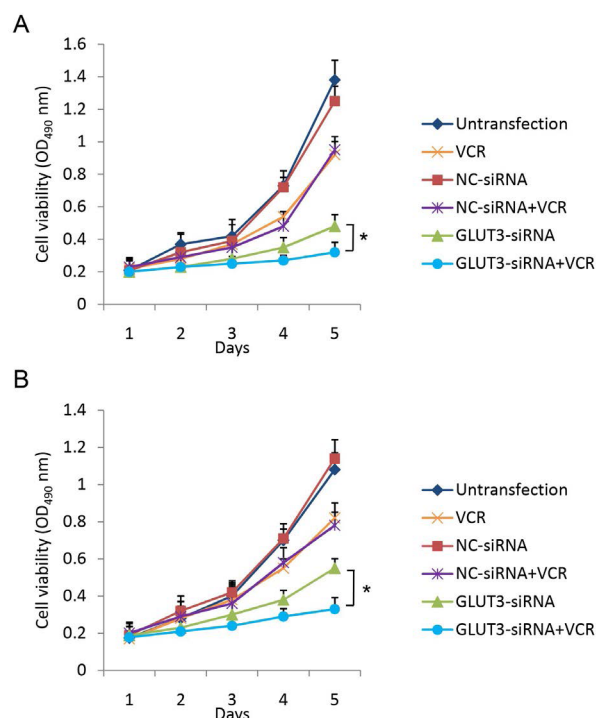 A
1.6
1.4
1.2
1
0.8
0.6
0.4
0.2
0
Cell viability (OD490 nm)
1 2 3 4 5
Days
*
Untransfection
VCR
NC-siRNA
NC-siRNA+VCR
GLUT3-siRNA
GLUT3-siRNA+VCR
B
1.4
1.2
1
0.8
0.6
0.4
0.2
0
Cell viability (OD490 nm)
1 2 3 4 5
Days
*
Untransfection
VCR
NC-siRNA
NC-siRNA+VCR
GLUT3-siRNA
GLUT3-siRNA+VCR